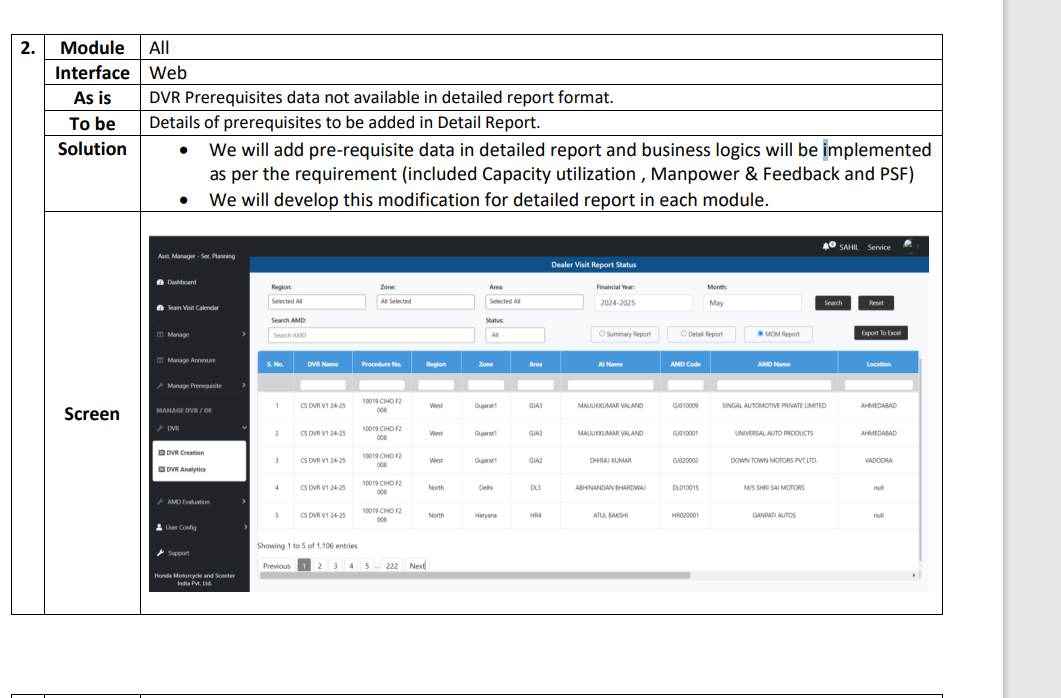 2. Module All
Interface Web
As is DVR Prerequisites data not available in detailed report format.
To be Details of prerequisites to be added in Detail Report.
Solution • We will add pre-requisite data in detailed report and business logics will be implemented
as per the requirement (included Capacity utilization , Manpower & Feedback and PSF)
• We will develop this modification for detailed report in each module.
Screen
SAHIL Service
Asst. Manager - Ser. Planning
Dealer Visit Report Status
Dashboard
Team Visit Calendar
Manage
Manage Annexure
Manage Prerequisite
MANAGE DVR / DE
DVR
DVR Creation
DVR Analytics
AMD Evaluation
User Config
Support
Honda Motorcycle and Scooter
India Pvt. Ltd.
Region: Zone: Area: Financial Year: Month:
Selected All All Selected Selected All 2024-2025 May Search Reset
Search AMD: Status:
Search AMD All Summary Report Detail Report MOM Report Export To Excel
S. No. DVR Name Procedure No. Region Zone Area AI Name AMD Code AMD Name Location
1 CS DVR V1 24-25 10019 CIHO F2 008 West Gujarat1 GJA3 MAULIKKUMAR VALAND GJ010009 SINGAL AUTOMOTIVE PRIVATE LIMITED AHMEDABAD
2 CS DVR V1 24-25 10019 CIHO F2 008 West Gujarat1 GJA3 MAULIKKUMAR VALAND GJ010001 UNIVERSAL AUTO PRODUCTS AHMEDABAD
3 CS DVR V1 24-25 10019 CIHO F2 008 West Gujarat1 GJA2 DHIRAJ KUMAR GJ020002 DOWN TOWN MOTORS PVT.LTD. VADODRA
4 CS DVR V1 24-25 10019 CIHO F2 008 North Delhi DL3 ABHINANDAN BHARDWAJ DL010015 M/S SHRI SAI MOTORS null
5 CS DVR V1 24-25 10019 CIHO F2 008 North Haryana HR4 ATUL BAKSHI HR020001 GANPATI AUTOS null
Showing 1 to 5 of 1,106 entries
Previous 1 2 3 4 5 ... 222 Next